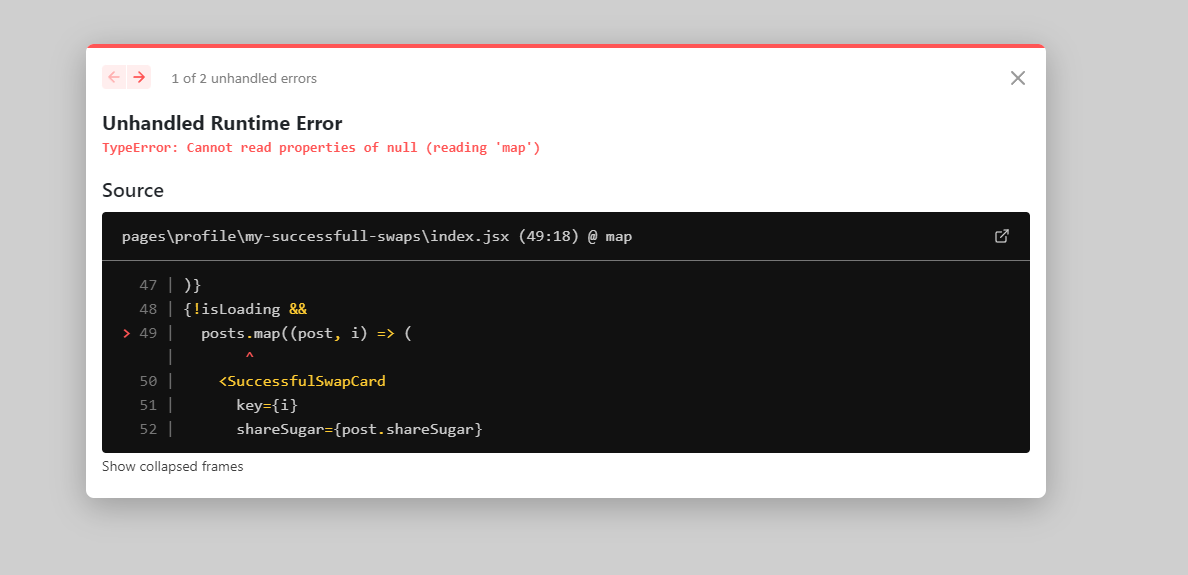 1 of 2 unhandled errors
Unhandled Runtime Error
TypeError: Cannot read properties of null (reading 'map')
Source
pages\profile\my-successfull-swaps\index.jsx (49:18) @ map
47 | )}
48 | {!isLoading &&
> 49 |   posts.map((post, i) => (
|        ^
50 |     <SuccessfulSwapCard
51 |       key={i}
52 |       shareSugar={post.shareSugar}
Show collapsed frames